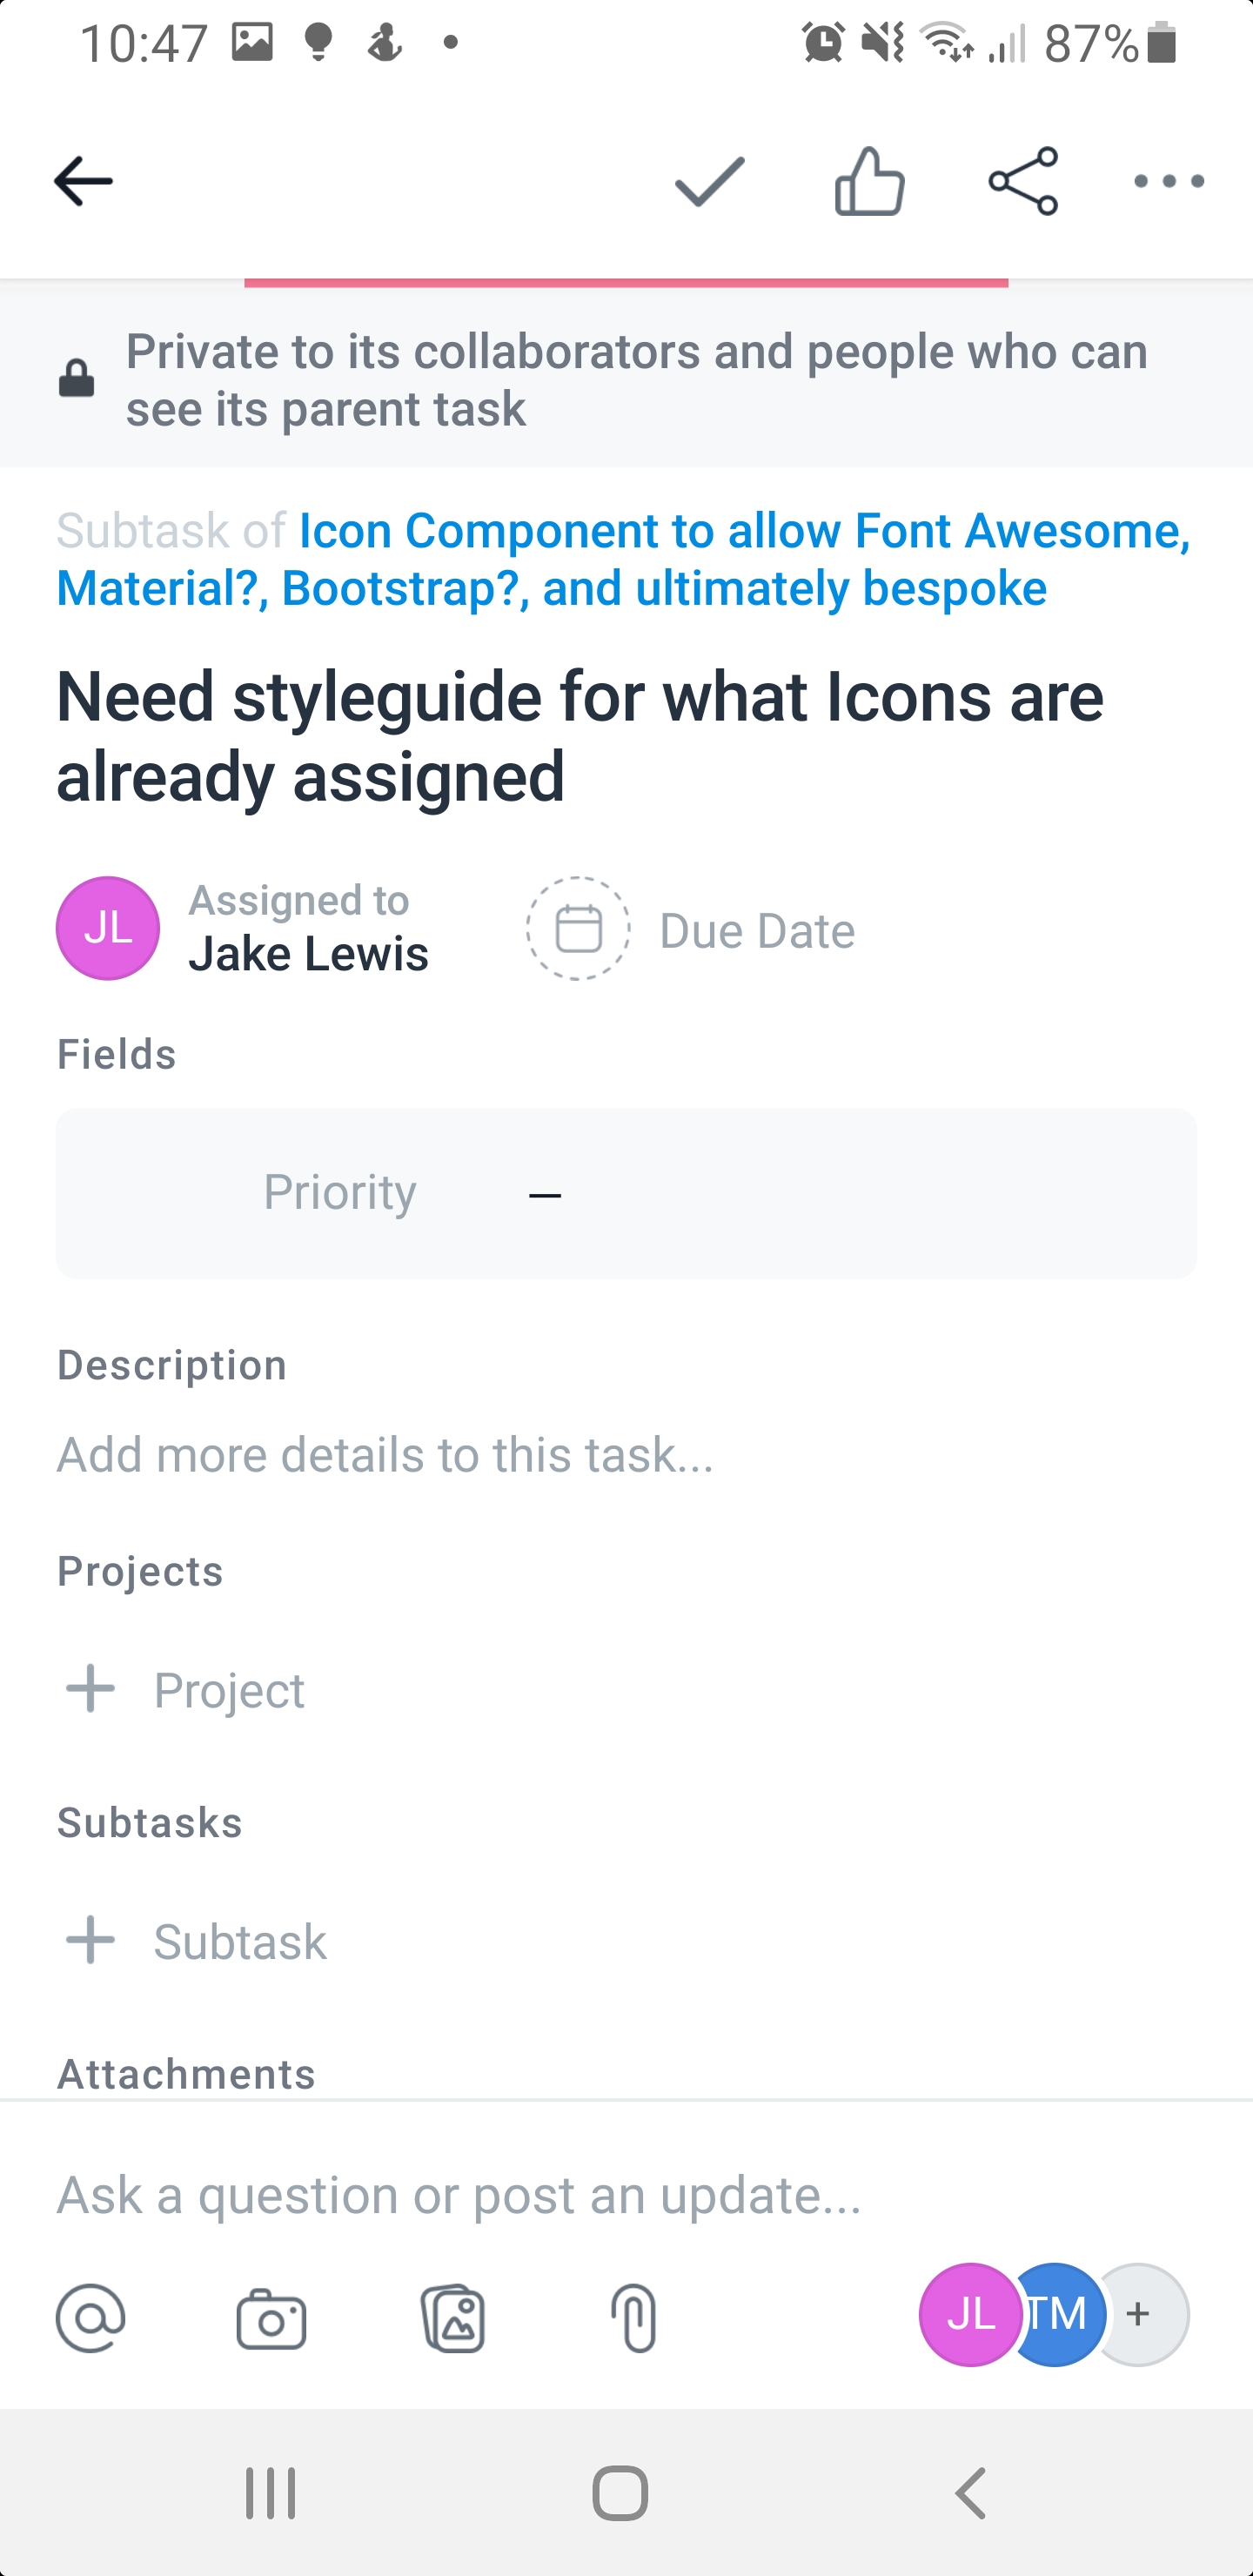 10:47 87%
Private to its collaborators and people who can
see its parent task
Subtask of Icon Component to allow Font Awesome,
Material?, Bootstrap?, and ultimately bespoke
Need styleguide for what Icons are
already assigned
JL Assigned to
Jake Lewis
Due Date
Fields
Priority —
Description
Add more details to this task...
Projects
+ Project
Subtasks
+ Subtask
Attachments
Ask a question or post an update...
JL TM +